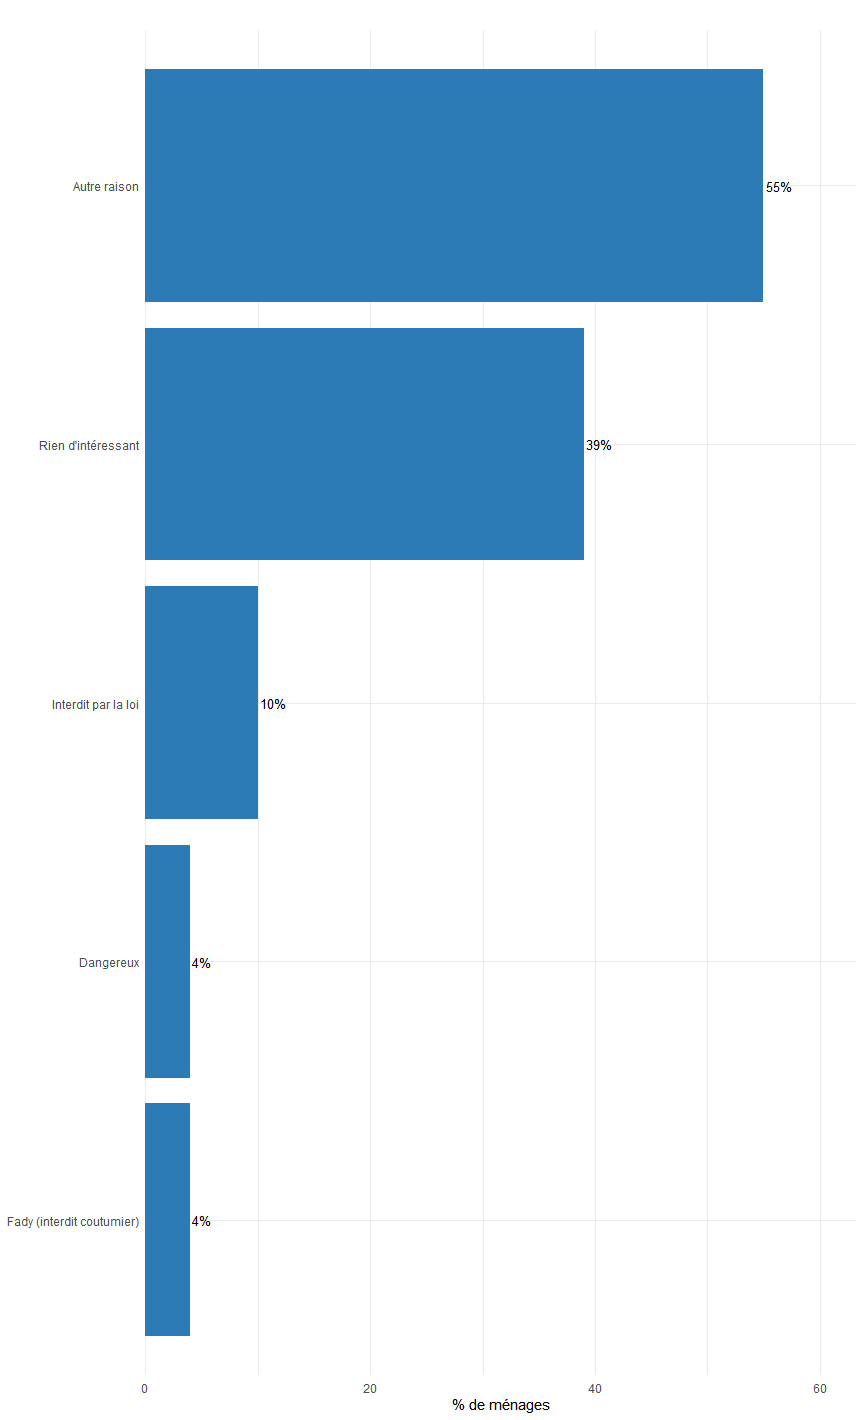 Autre raison
55%
Rien d'intéressant
39%
Interdit par la loi
10%
Dangereux
4%
Fady (interdit coutumier)
4%
0 20 40 60
% de ménages